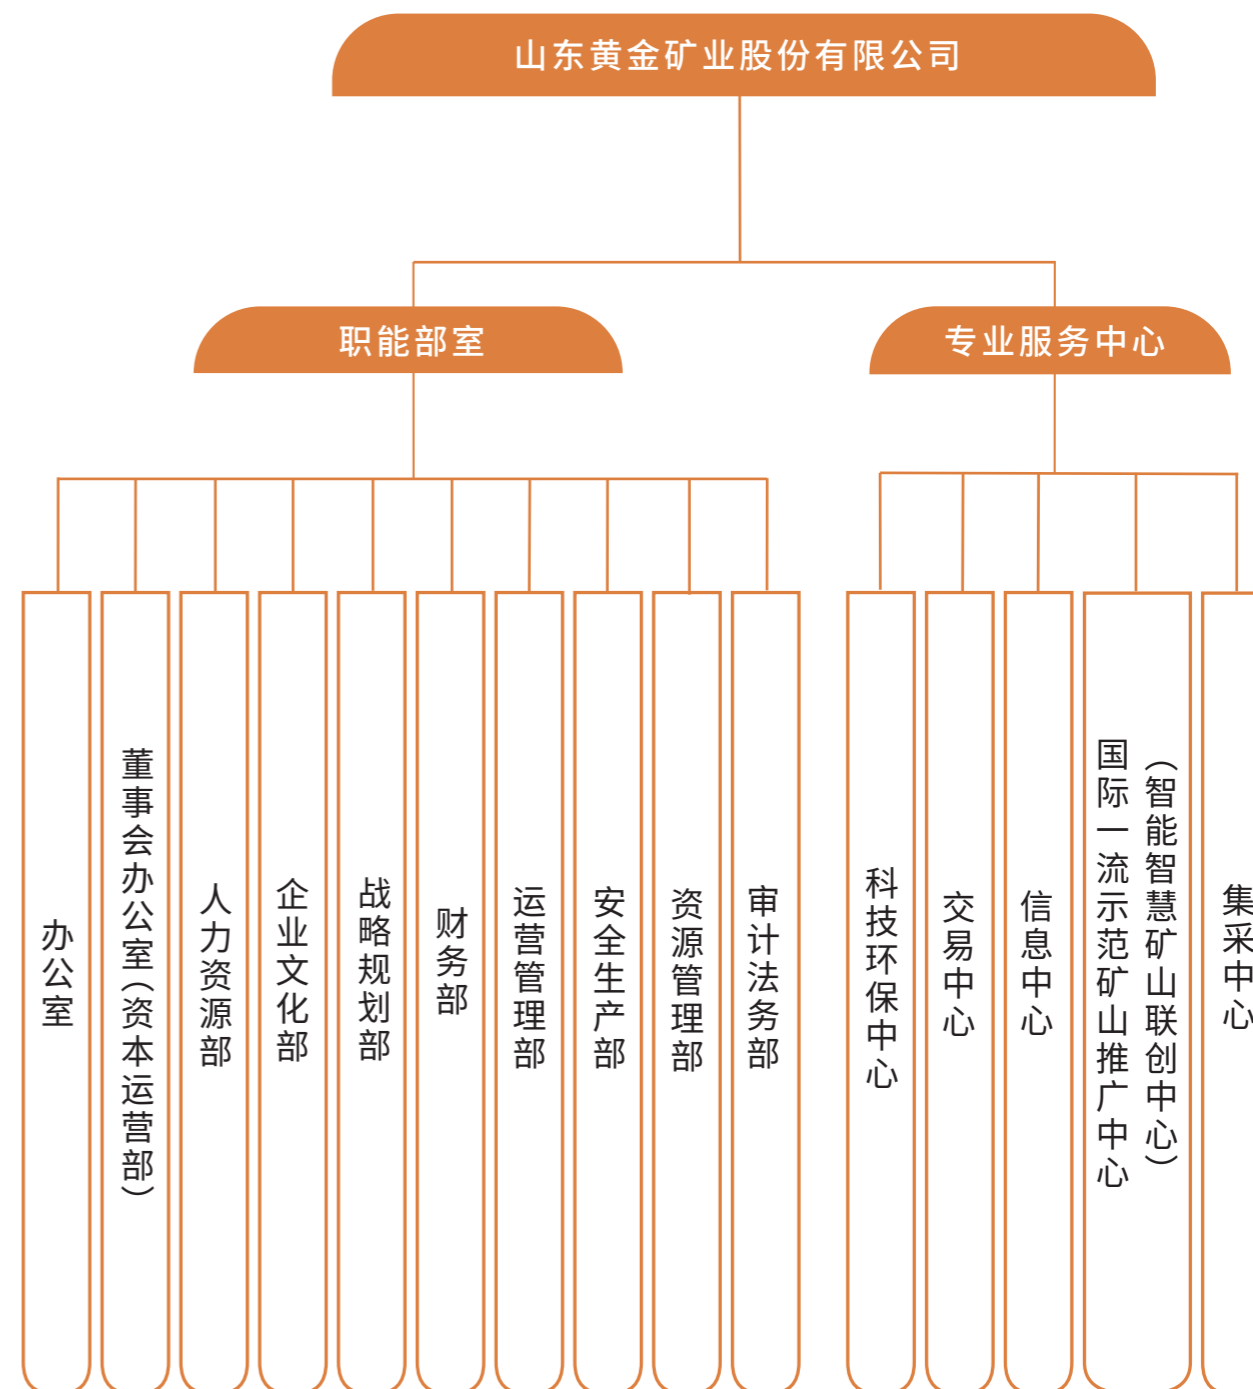 山东黄金矿业股份有限公司
职能部室
专业服务中心
办公室
董事会办公室（资本运营部）
人力资源部
企业文化部
战略规划部
财务部
运营管理部
安全生产部
资源管理部
审计法务部
科技环保中心
交易中心
信息中心
国际一流示范矿山推广中心
（智能智慧矿山联创中心）
集采中心